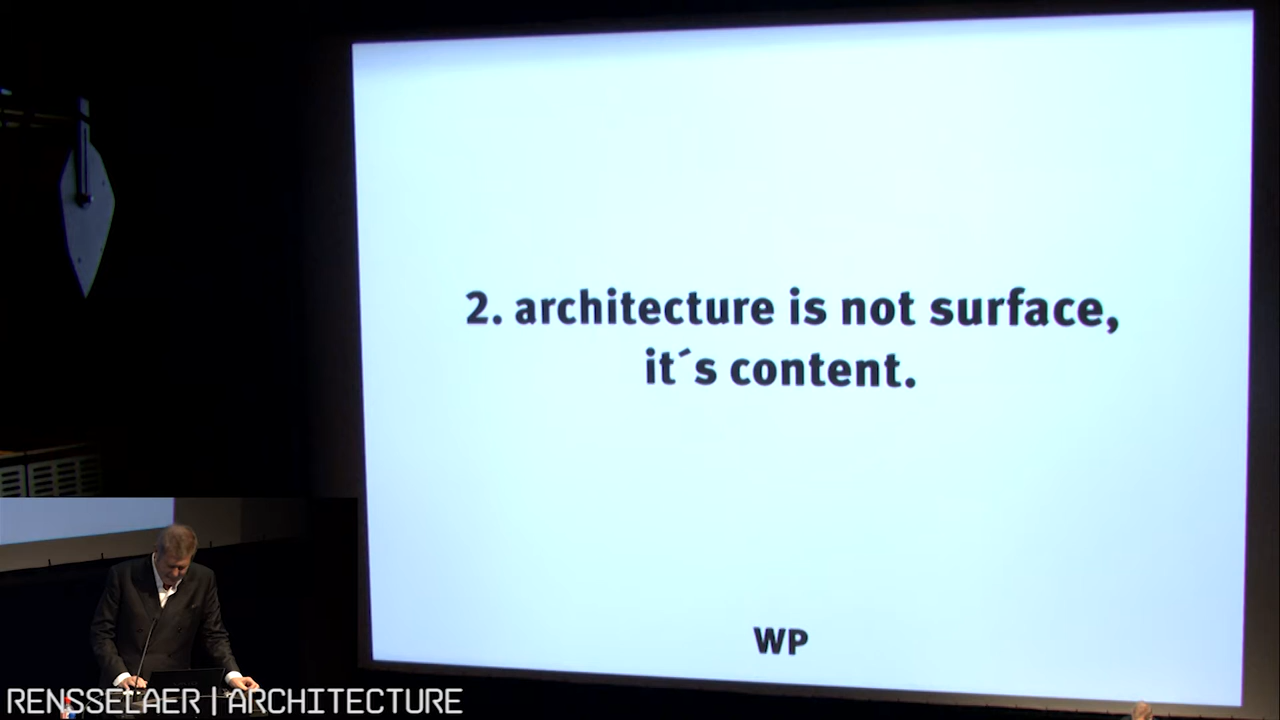 2. architecture is not surface,
it´s content.
WP
RENSSELAER | ARCHITECTURE